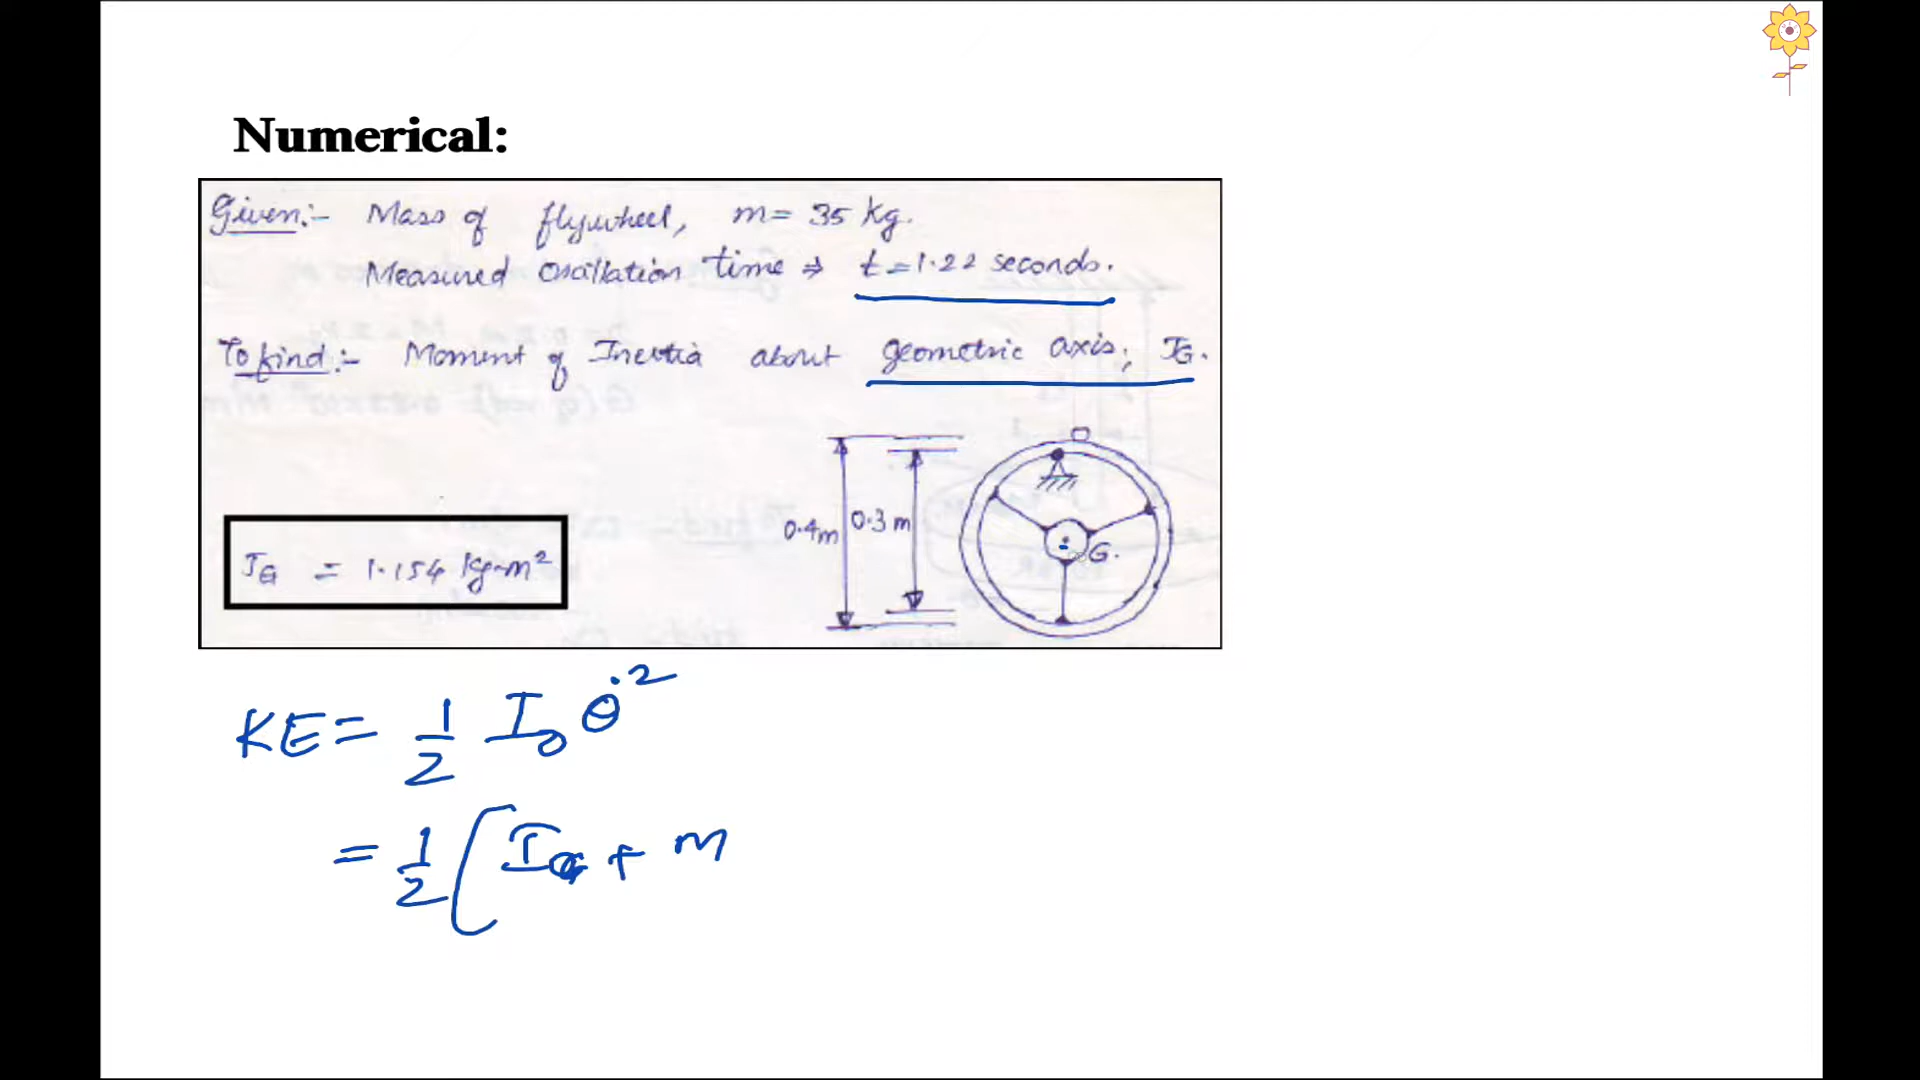 Numerical:
Given:- Mass of flywheel, m = 35 kg.
Measured Oscillation time ⇒ t = 1.22 seconds.
To find:- Moment of Inertia about geometric axis, IG.
0.4m 0.3m G.
IG = 1.154 kg-m²
KE = 1/2 I₀ θ̇²
= 1/2 [ IG + m